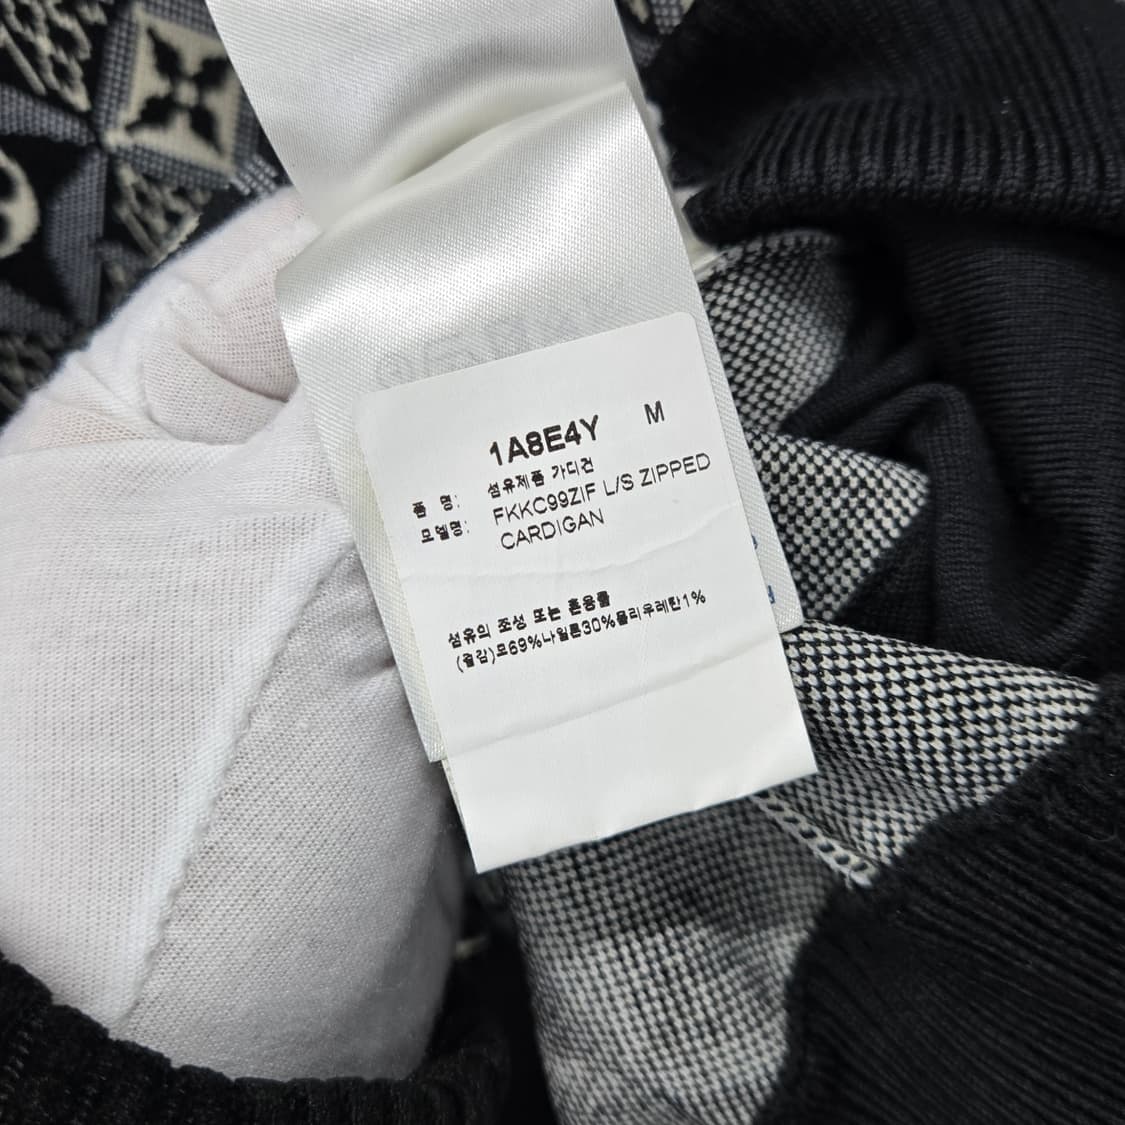 1A8E4Y M
품 명: 섬유제품 가디건
모델명: FKKC99ZIF L/S ZIPPED
CARDIGAN
섬유의 조성 또는 혼용률
(겉감)모69%나일론30%폴리우레탄1%